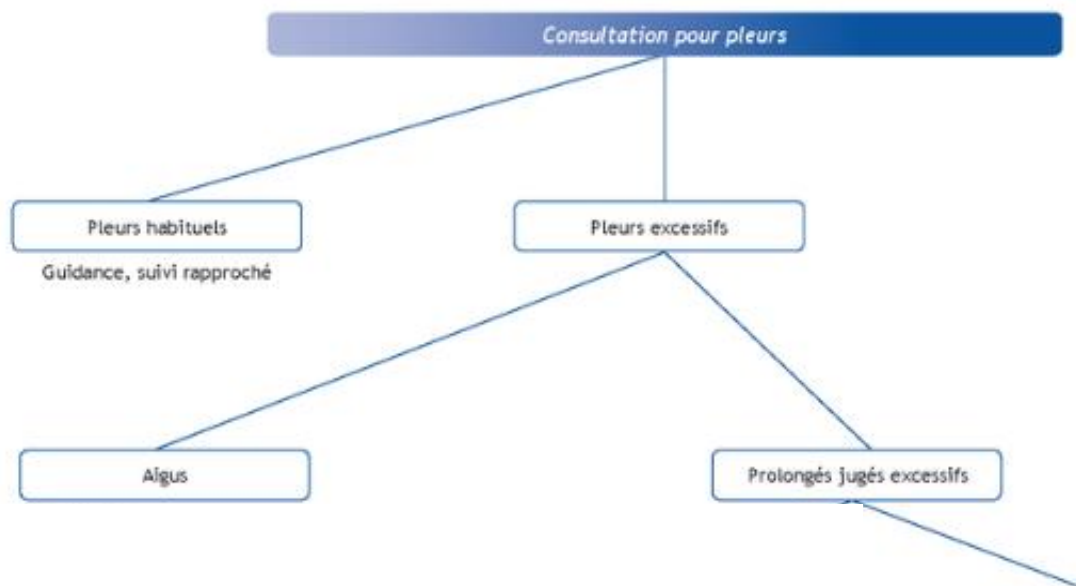 Consultation pour pleurs
Pleurs habituels
Pleurs excessifs
Guidance, suivi rapproché
Aigus
Prolongés jugés excessifs